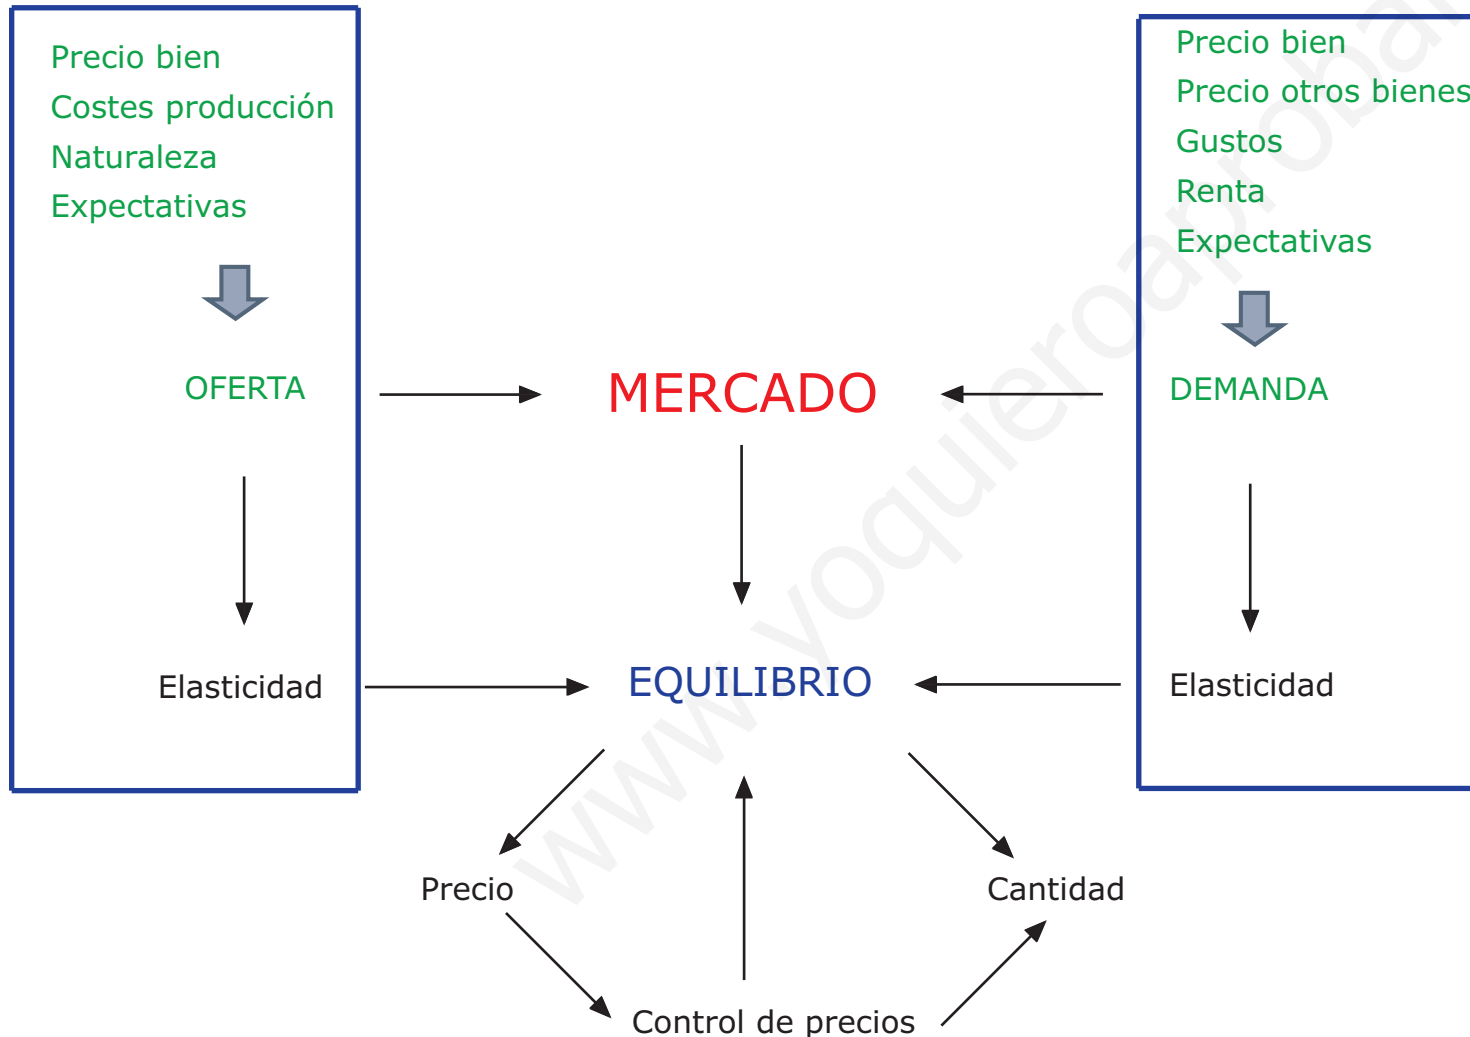 Precio bien
Costes producción
Naturaleza
Expectativas
OFERTA
Elasticidad
MERCADO
EQUILIBRIO
Precio bien
Precio otros bienes
Gustos
Renta
Expectativas
DEMANDA
Elasticidad
Precio
Cantidad
Control de precios
www.yoquieroaprobar